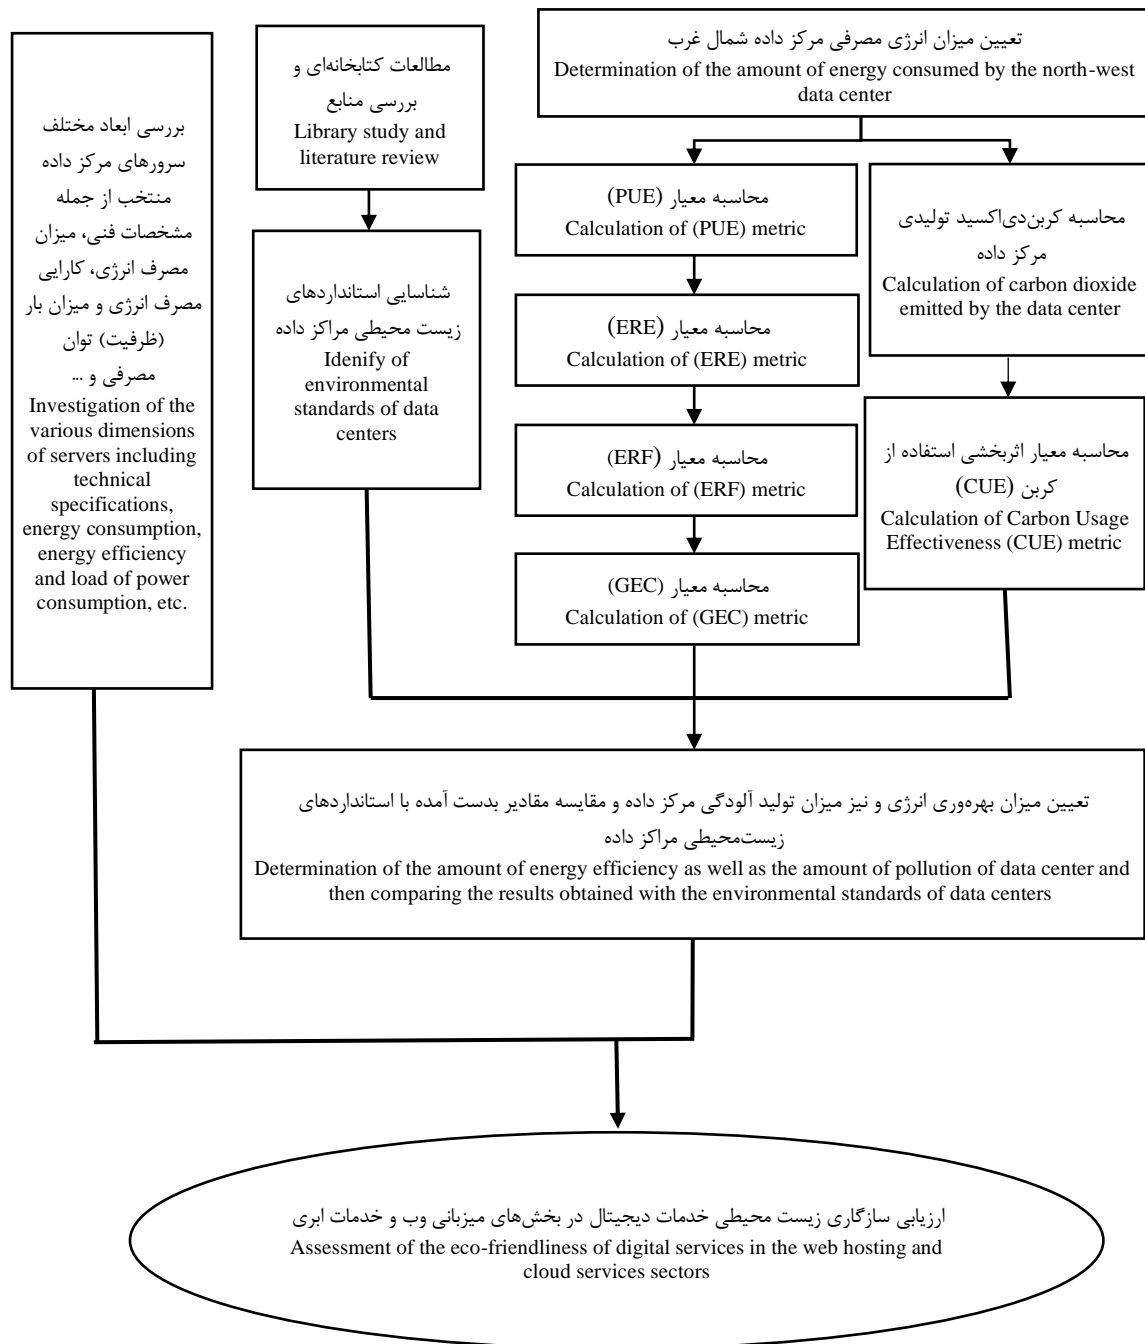 بررسی ابعاد مختلف
سرورهای مرکز داده
منتخب از جمله
مشخصات فنی، میزان
مصرف انرژی، کارایی
مصرف انرژی و میزان بار
(ظرفیت) توان
مصرفی و ...
Investigation of the
various dimensions
of servers including
technical
specifications,
energy consumption,
energy efficiency
and load of power
consumption, etc.
مطالعات کتابخانه‌ای و
بررسی منابع
Library study and
literature review
شناسایی استانداردهای
زیست محیطی مراکز داده
Idenify of
environmental
standards of data
centers
تعیین میزان انرژی مصرفی مرکز داده شمال غرب
Determination of the amount of energy consumed by the north-west
data center
محاسبه معیار (PUE)
Calculation of (PUE) metric
محاسبه معیار (ERE)
Calculation of (ERE) metric
محاسبه معیار (ERF)
Calculation of (ERF) metric
محاسبه معیار (GEC)
Calculation of (GEC) metric
محاسبه کربن‌دی‌اکسید تولیدی
مرکز داده
Calculation of carbon dioxide
emitted by the data center
محاسبه معیار اثربخشی استفاده از
کربن (CUE)
Calculation of Carbon Usage
Effectiveness (CUE) metric
تعیین میزان بهره‌وری انرژی و نیز میزان تولید آلودگی مرکز داده و مقایسه مقادیر بدست آمده با استانداردهای
زیست‌محیطی مراکز داده
Determination of the amount of energy efficiency as well as the amount of pollution of data center and
then comparing the results obtained with the environmental standards of data centers
ارزیابی سازگاری زیست محیطی خدمات دیجیتال در بخش‌های میزبانی وب و خدمات ابری
Assessment of the eco-friendliness of digital services in the web hosting and
cloud services sectors